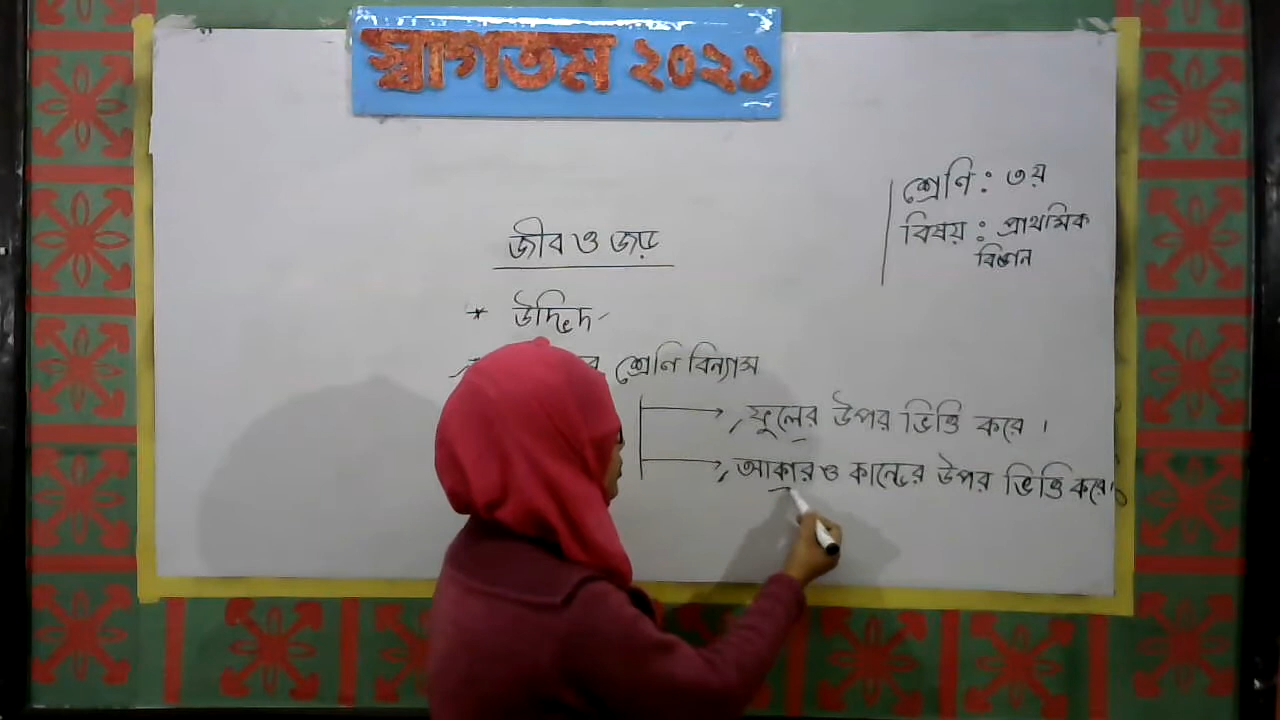 স্বাগতম ২০২১
শ্রেণি : ৩য়
বিষয় : প্রাথমিক
বিজ্ঞান
জীব ও জড়
* উদ্ভিদ
শ্রেণি বিন্যাস
ফুলের উপর ভিত্তি করে ।
আকার ও কান্ডের উপর ভিত্তি করে।